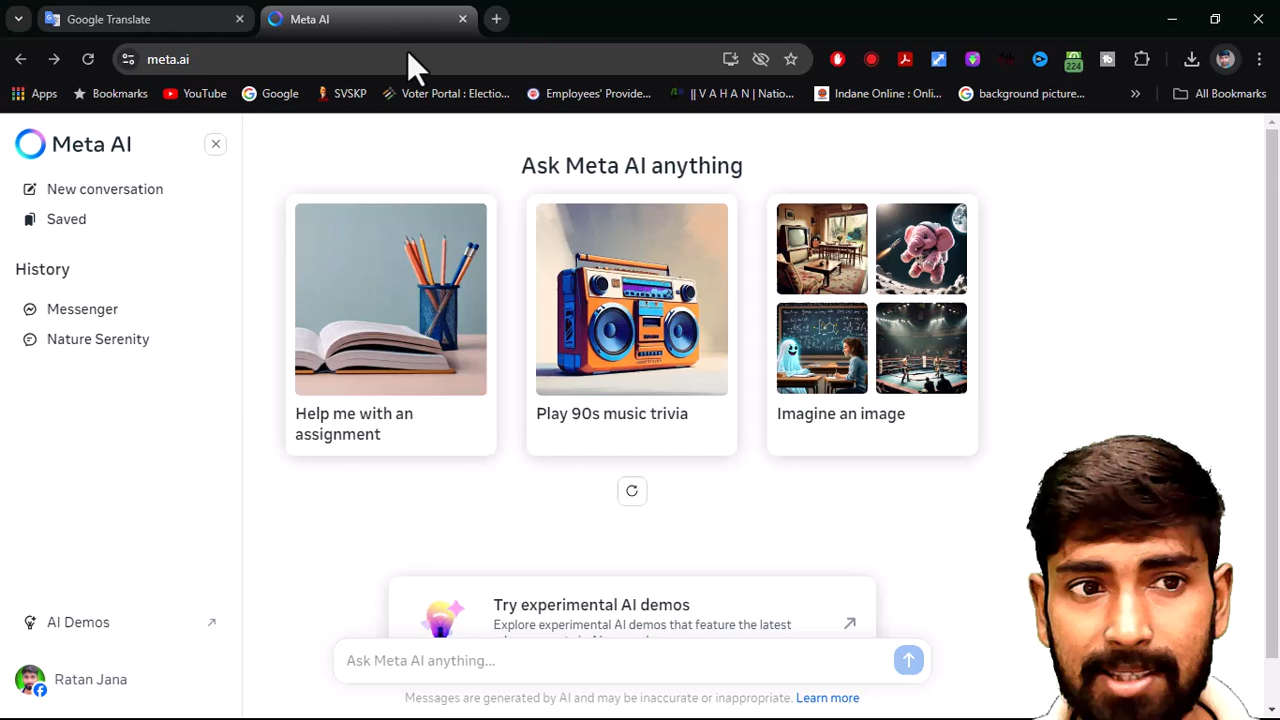 Google Translate
Meta AI
meta.ai
224
Apps
Bookmarks
YouTube
Google
SVSKP
Voter Portal : Electio...
Employees' Provide...
|| V A H A N | Natio...
Indane Online : Onli...
background picture...
All Bookmarks
Meta AI
New conversation
Saved
History
Messenger
Nature Serenity
AI Demos
Ratan Jana
Ask Meta AI anything
Help me with an
assignment
Play 90s music trivia
Imagine an image
Try experimental AI demos
Explore experimental AI demos that feature the latest
Ask Meta AI anything...
Messages are generated by AI and may be inaccurate or inappropriate. Learn more